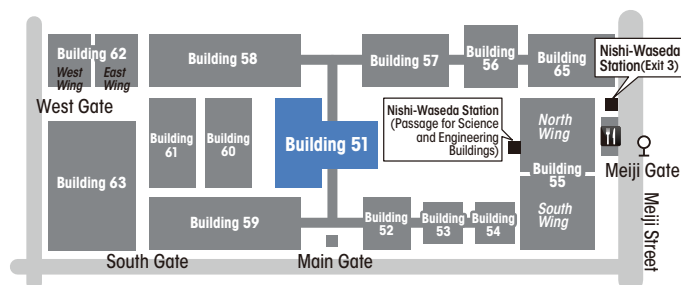 Building 62
West
Wing
East
Wing
West Gate
Building 58
Building 57
Building
56
Building
65
Nishi-Waseda
Station(Exit 3)
Building
61
Building
60
Building 51
Nishi-Waseda Station
(Passage for Science
and Engineering
Buildings)
North
Wing
Building
55
South
Wing
Meiji Gate
Meiji Street
Building 63
Building 59
Building
52
Building
53
Building
54
South Gate
Main Gate